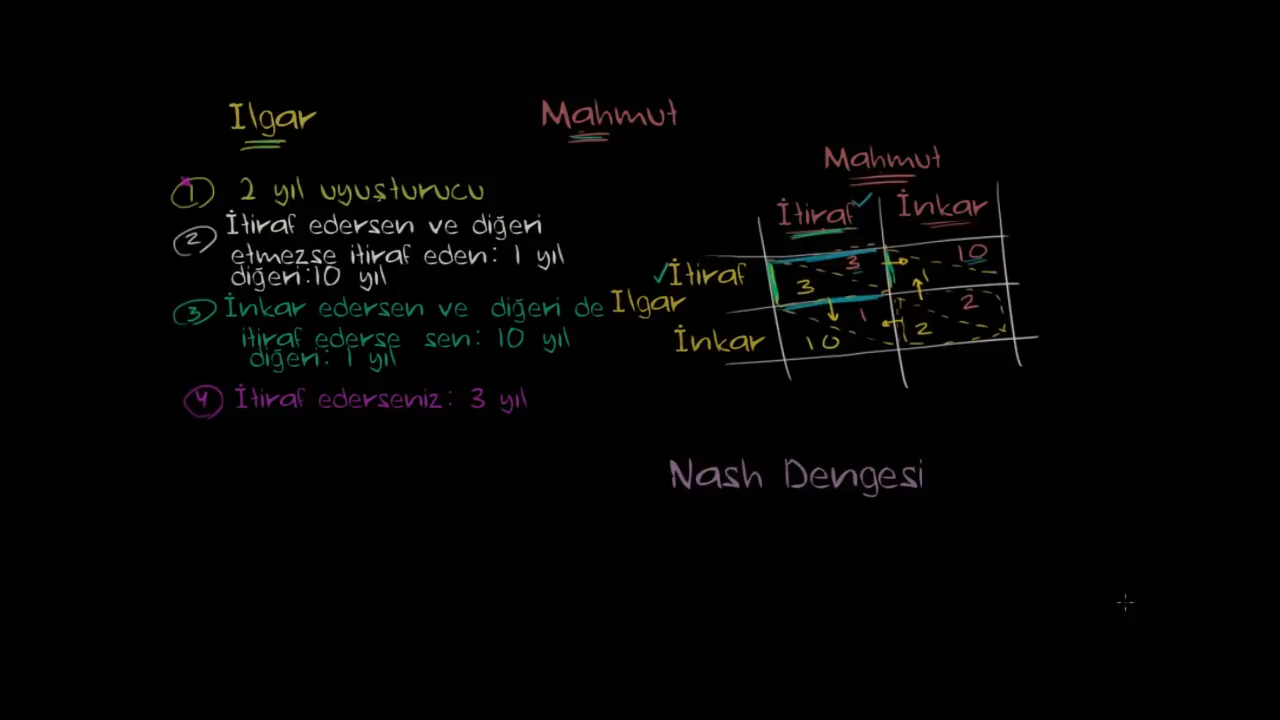 Ilgar
Mahmut
1 2 yıl uyuşturucu
2 İtiraf edersen ve diğeri
etmezse itiraf eden: 1 yıl
diğeri:10 yıl
3 İnkar edersen ve diğeri de
itiraf ederse sen: 10 yıl
diğeri: 1 yıl
4 İtiraf ederseniz: 3 yıl
Mahmut
İtiraf İnkar
Ilgar
İtiraf 3 3 1 10
İnkar 10 1 2 2
Nash Dengesi